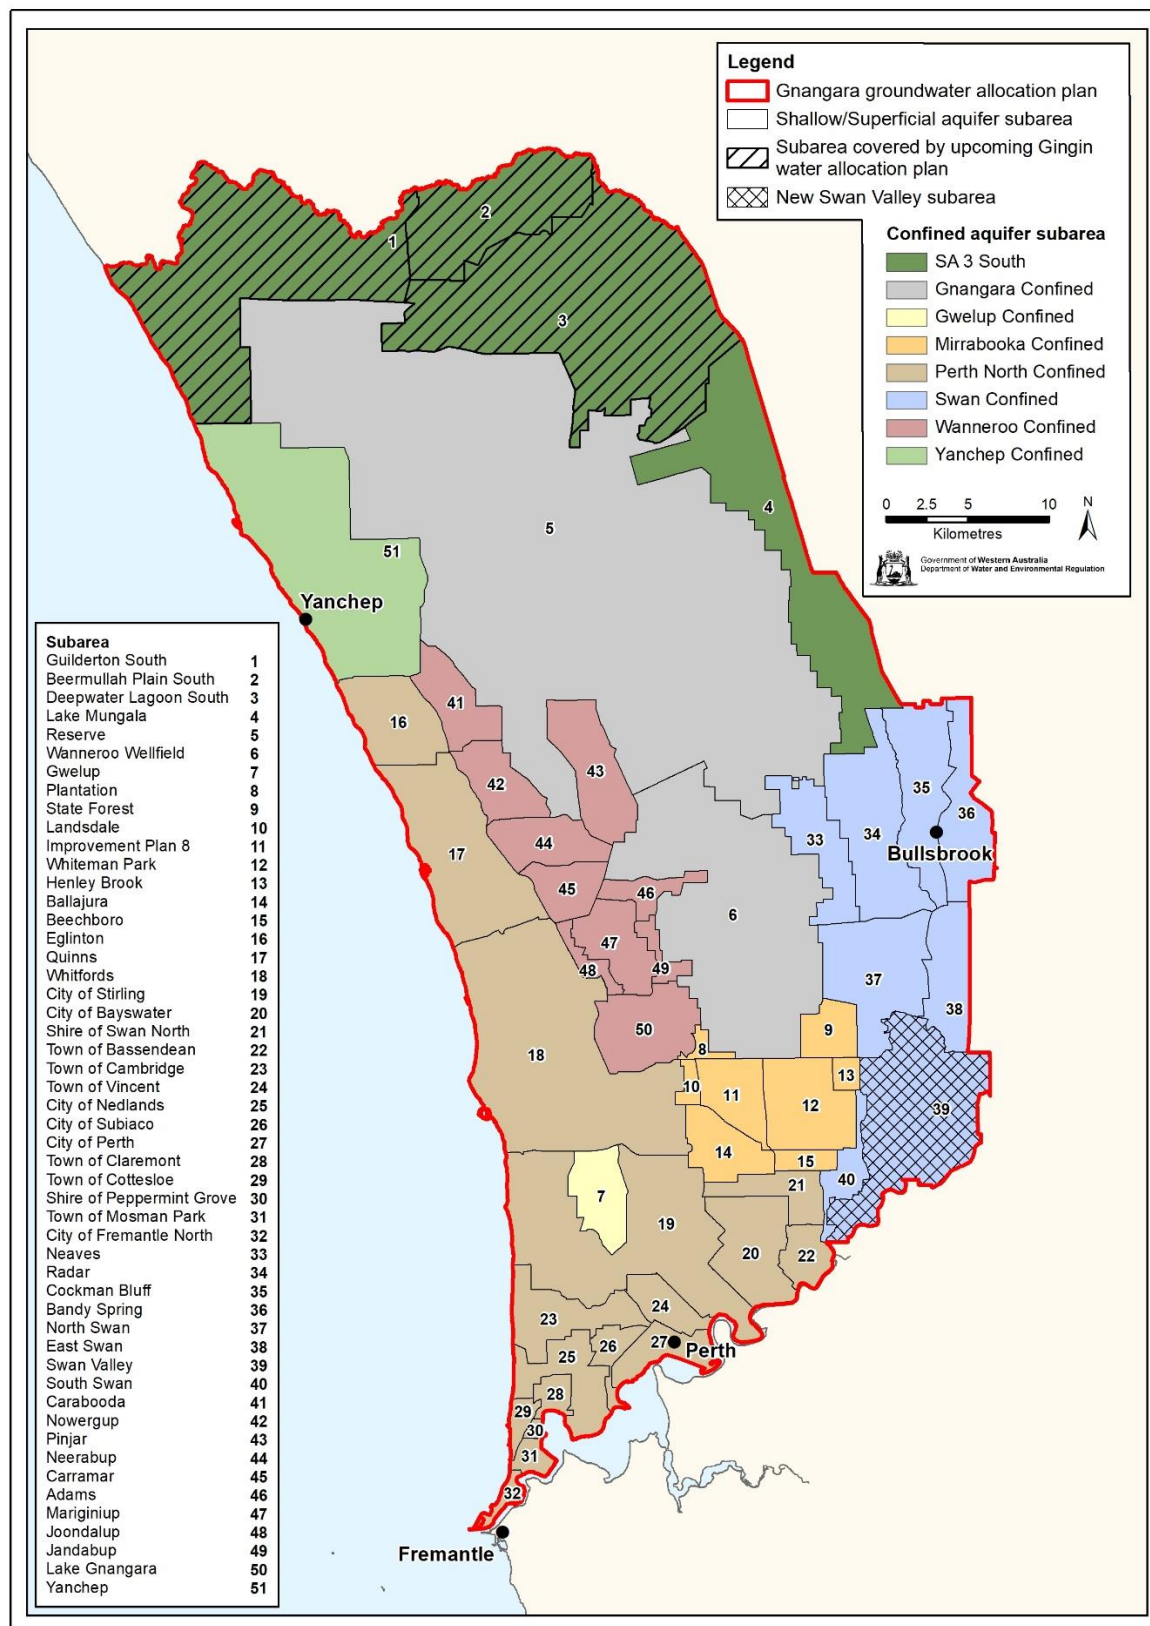 Legend
Gnangara groundwater allocation plan
Shallow/Superficial aquifer subarea
Subarea covered by upcoming Gingin
water allocation plan
New Swan Valley subarea
Confined aquifer subarea
SA 3 South
Gnangara Confined
Gwelup Confined
Mirrabooka Confined
Perth North Confined
Swan Confined
Wanneroo Confined
Yanchep Confined
0 2.5 5 10
Kilometres
N
Government of Western Australia
Department of Water and Environmental Regulation
1
2
3
4
5
51
Yanchep
41
16
42
43
35
36
33
34
Bullsbrook
17
44
45
46
6
47
48
49
37
38
50
9
18
8
10
11
12
13
39
14
15
40
21
7
19
20
22
24
23
27
Perth
26
25
28
29
30
31
32
Fremantle
Subarea
Guilderton South 1
Beermullah Plain South 2
Deepwater Lagoon South 3
Lake Mungala 4
Reserve 5
Wanneroo Wellfield 6
Gwelup 7
Plantation 8
State Forest 9
Landsdale 10
Improvement Plan 8 11
Whiteman Park 12
Henley Brook 13
Ballajura 14
Beechboro 15
Eglinton 16
Quinns 17
Whitfords 18
City of Stirling 19
City of Bayswater 20
Shire of Swan North 21
Town of Bassendean 22
Town of Cambridge 23
Town of Vincent 24
City of Nedlands 25
City of Subiaco 26
City of Perth 27
Town of Claremont 28
Town of Cottesloe 29
Shire of Peppermint Grove 30
Town of Mosman Park 31
City of Fremantle North 32
Neaves 33
Radar 34
Cockman Bluff 35
Bandy Spring 36
North Swan 37
East Swan 38
Swan Valley 39
South Swan 40
Carabooda 41
Nowergup 42
Pinjar 43
Neerabup 44
Carramar 45
Adams 46
Mariginiup 47
Joondalup 48
Jandabup 49
Lake Gnangara 50
Yanchep 51